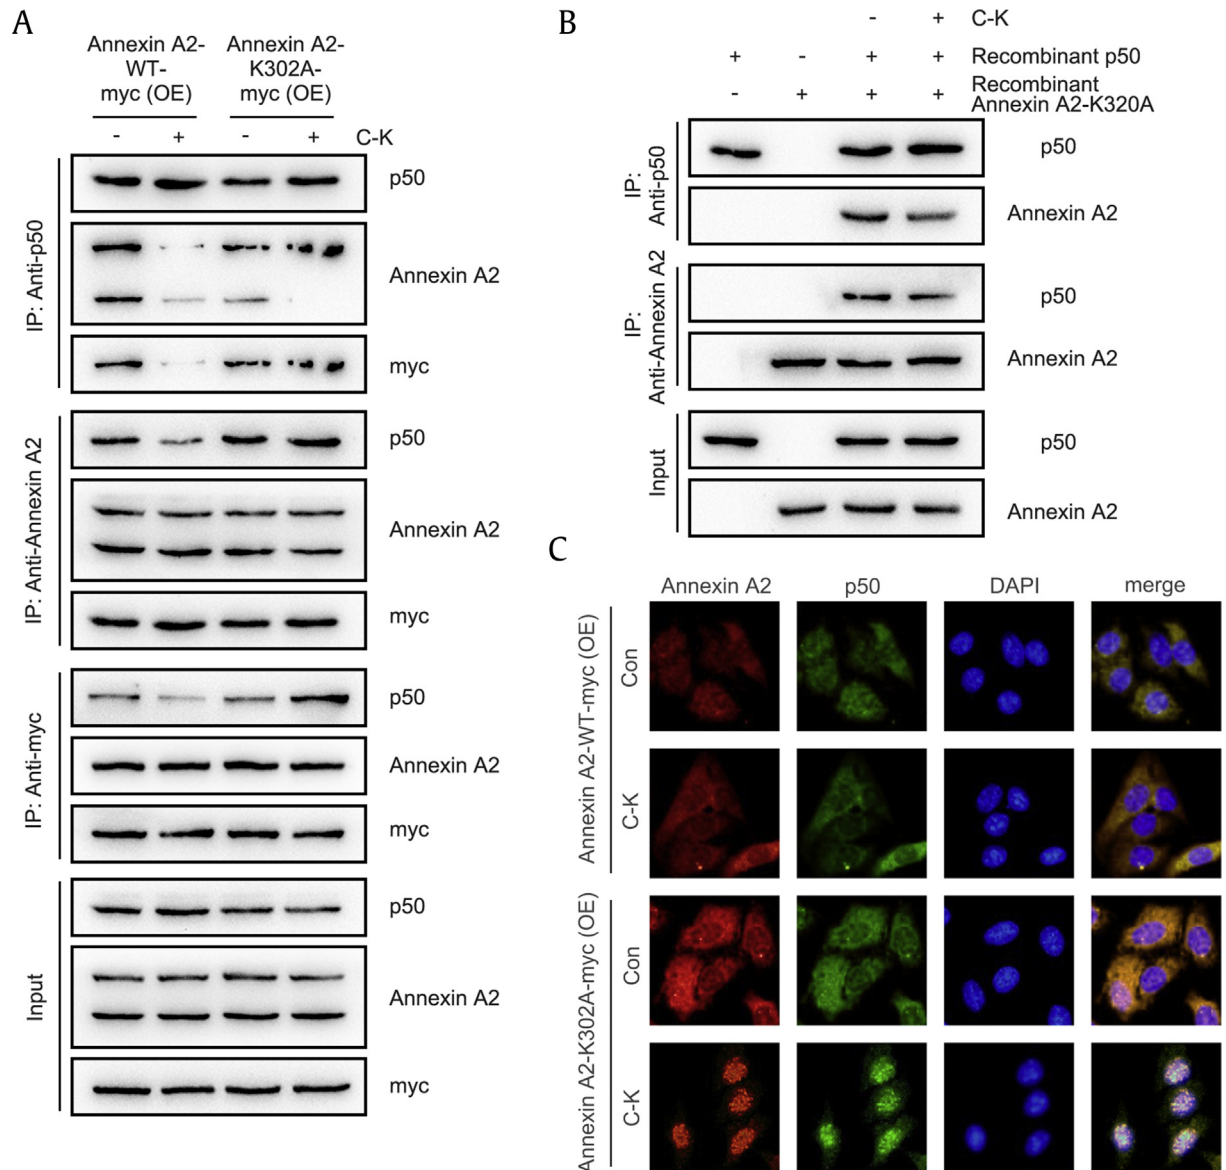 A
Annexin A2-
WT-
myc (OE)
Annexin A2-
K302A-
myc (OE)
- + - + C-K
IP: Anti-p50
p50
Annexin A2
myc
IP: Anti-Annexin A2
p50
Annexin A2
myc
IP: Anti-myc
p50
Annexin A2
myc
Input
p50
Annexin A2
myc
B
- + C-K
+ - + + Recombinant p50
- + + + Recombinant
Annexin A2-K320A
IP:
Anti-p50
p50
Annexin A2
IP:
Anti-Annexin A2
p50
Annexin A2
Input
p50
Annexin A2
C
Annexin A2 p50 DAPI merge
Annexin A2-WT-myc (OE)
Con
C-K
Annexin A2-K302A-myc (OE)
Con
C-K